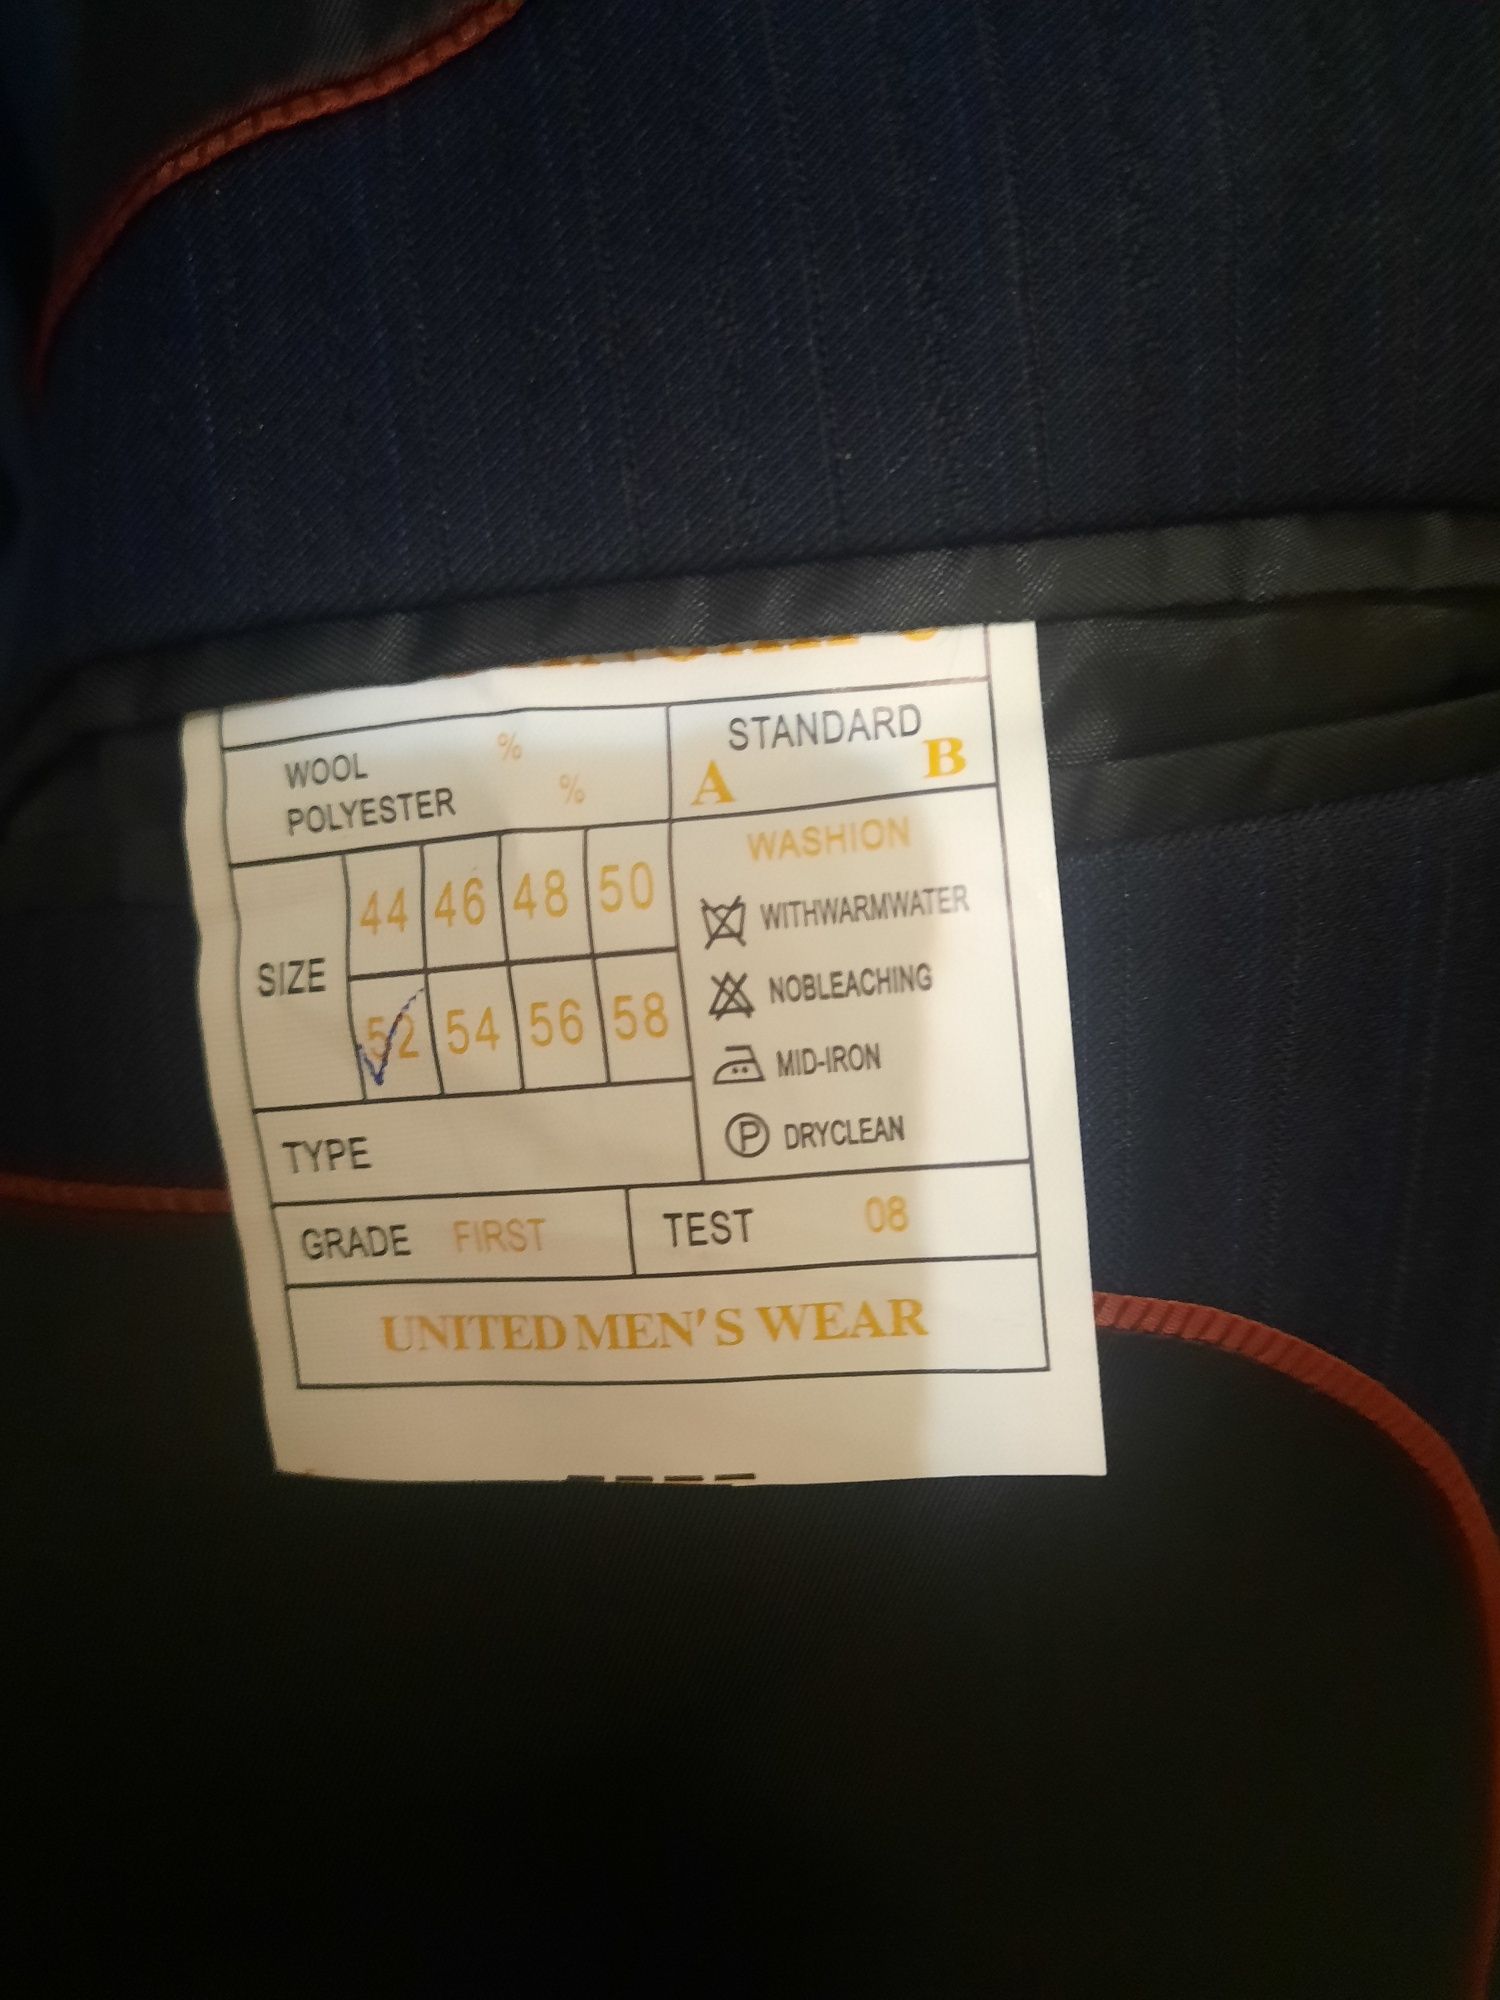 WOOL %
POLYESTER %
STANDARD
A B
SIZE
44 46 48 50
52 54 56 58
WASHION
WITHWARMWATER
NOBLEACHING
MID-IRON
P DRYCLEAN
TYPE
GRADE FIRST
TEST 08
UNITED MEN'S WEAR